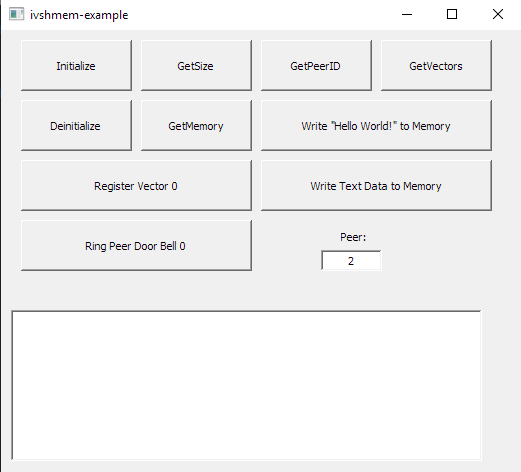 ivshmem-example
Initialize
GetSize
GetPeerID
GetVectors
Deinitialize
GetMemory
Write "Hello World!" to Memory
Register Vector 0
Write Text Data to Memory
Ring Peer Door Bell 0
Peer:
2